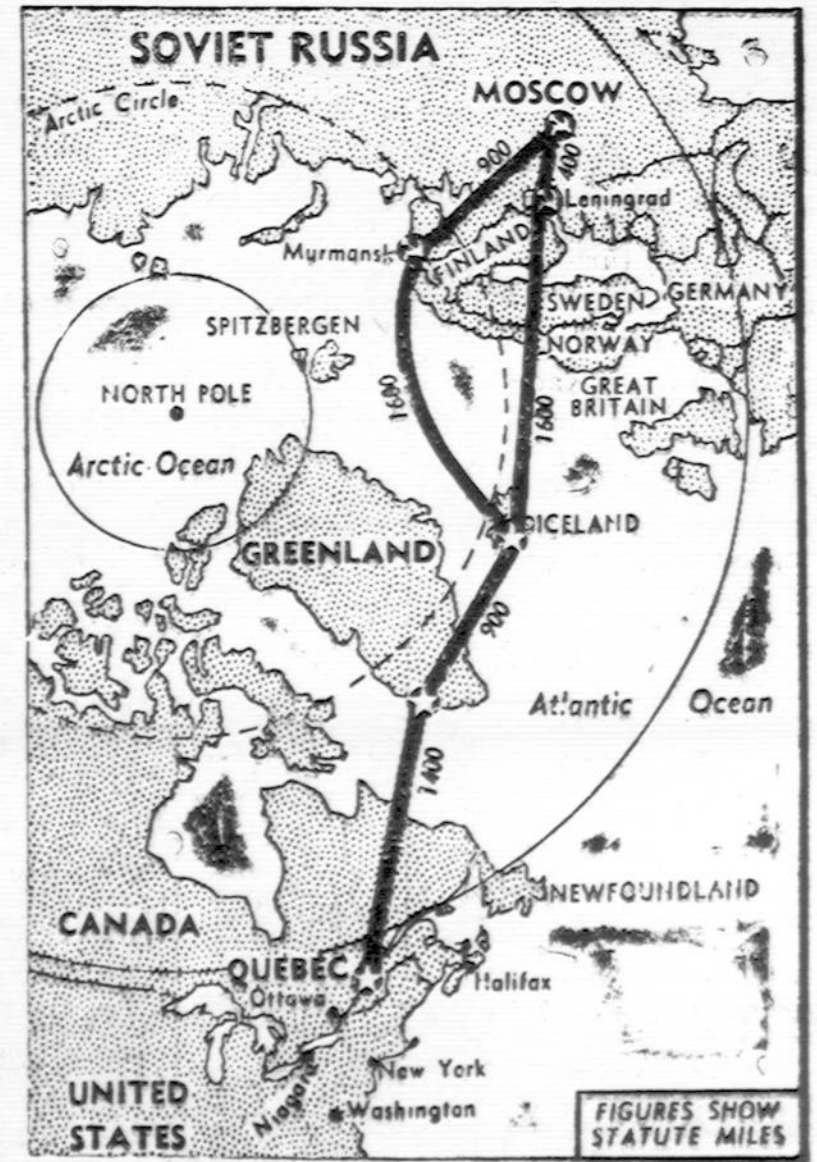 SOVIET RUSSIA
Arctic Circle
MOSCOW
900
400
Leningrad
Murmansk
FINLAND
SWEDEN
GERMANY
SPITZBERGEN
NORWAY
NORTH POLE
GREAT
BRITAIN
1600
1600
Arctic Ocean
ICELAND
GREENLAND
900
Atlantic Ocean
1400
NEWFOUNDLAND
CANADA
QUEBEC
Halifax
Ottawa
New York
Niagara
UNITED
STATES
Washington
FIGURES SHOW
STATUTE MILES